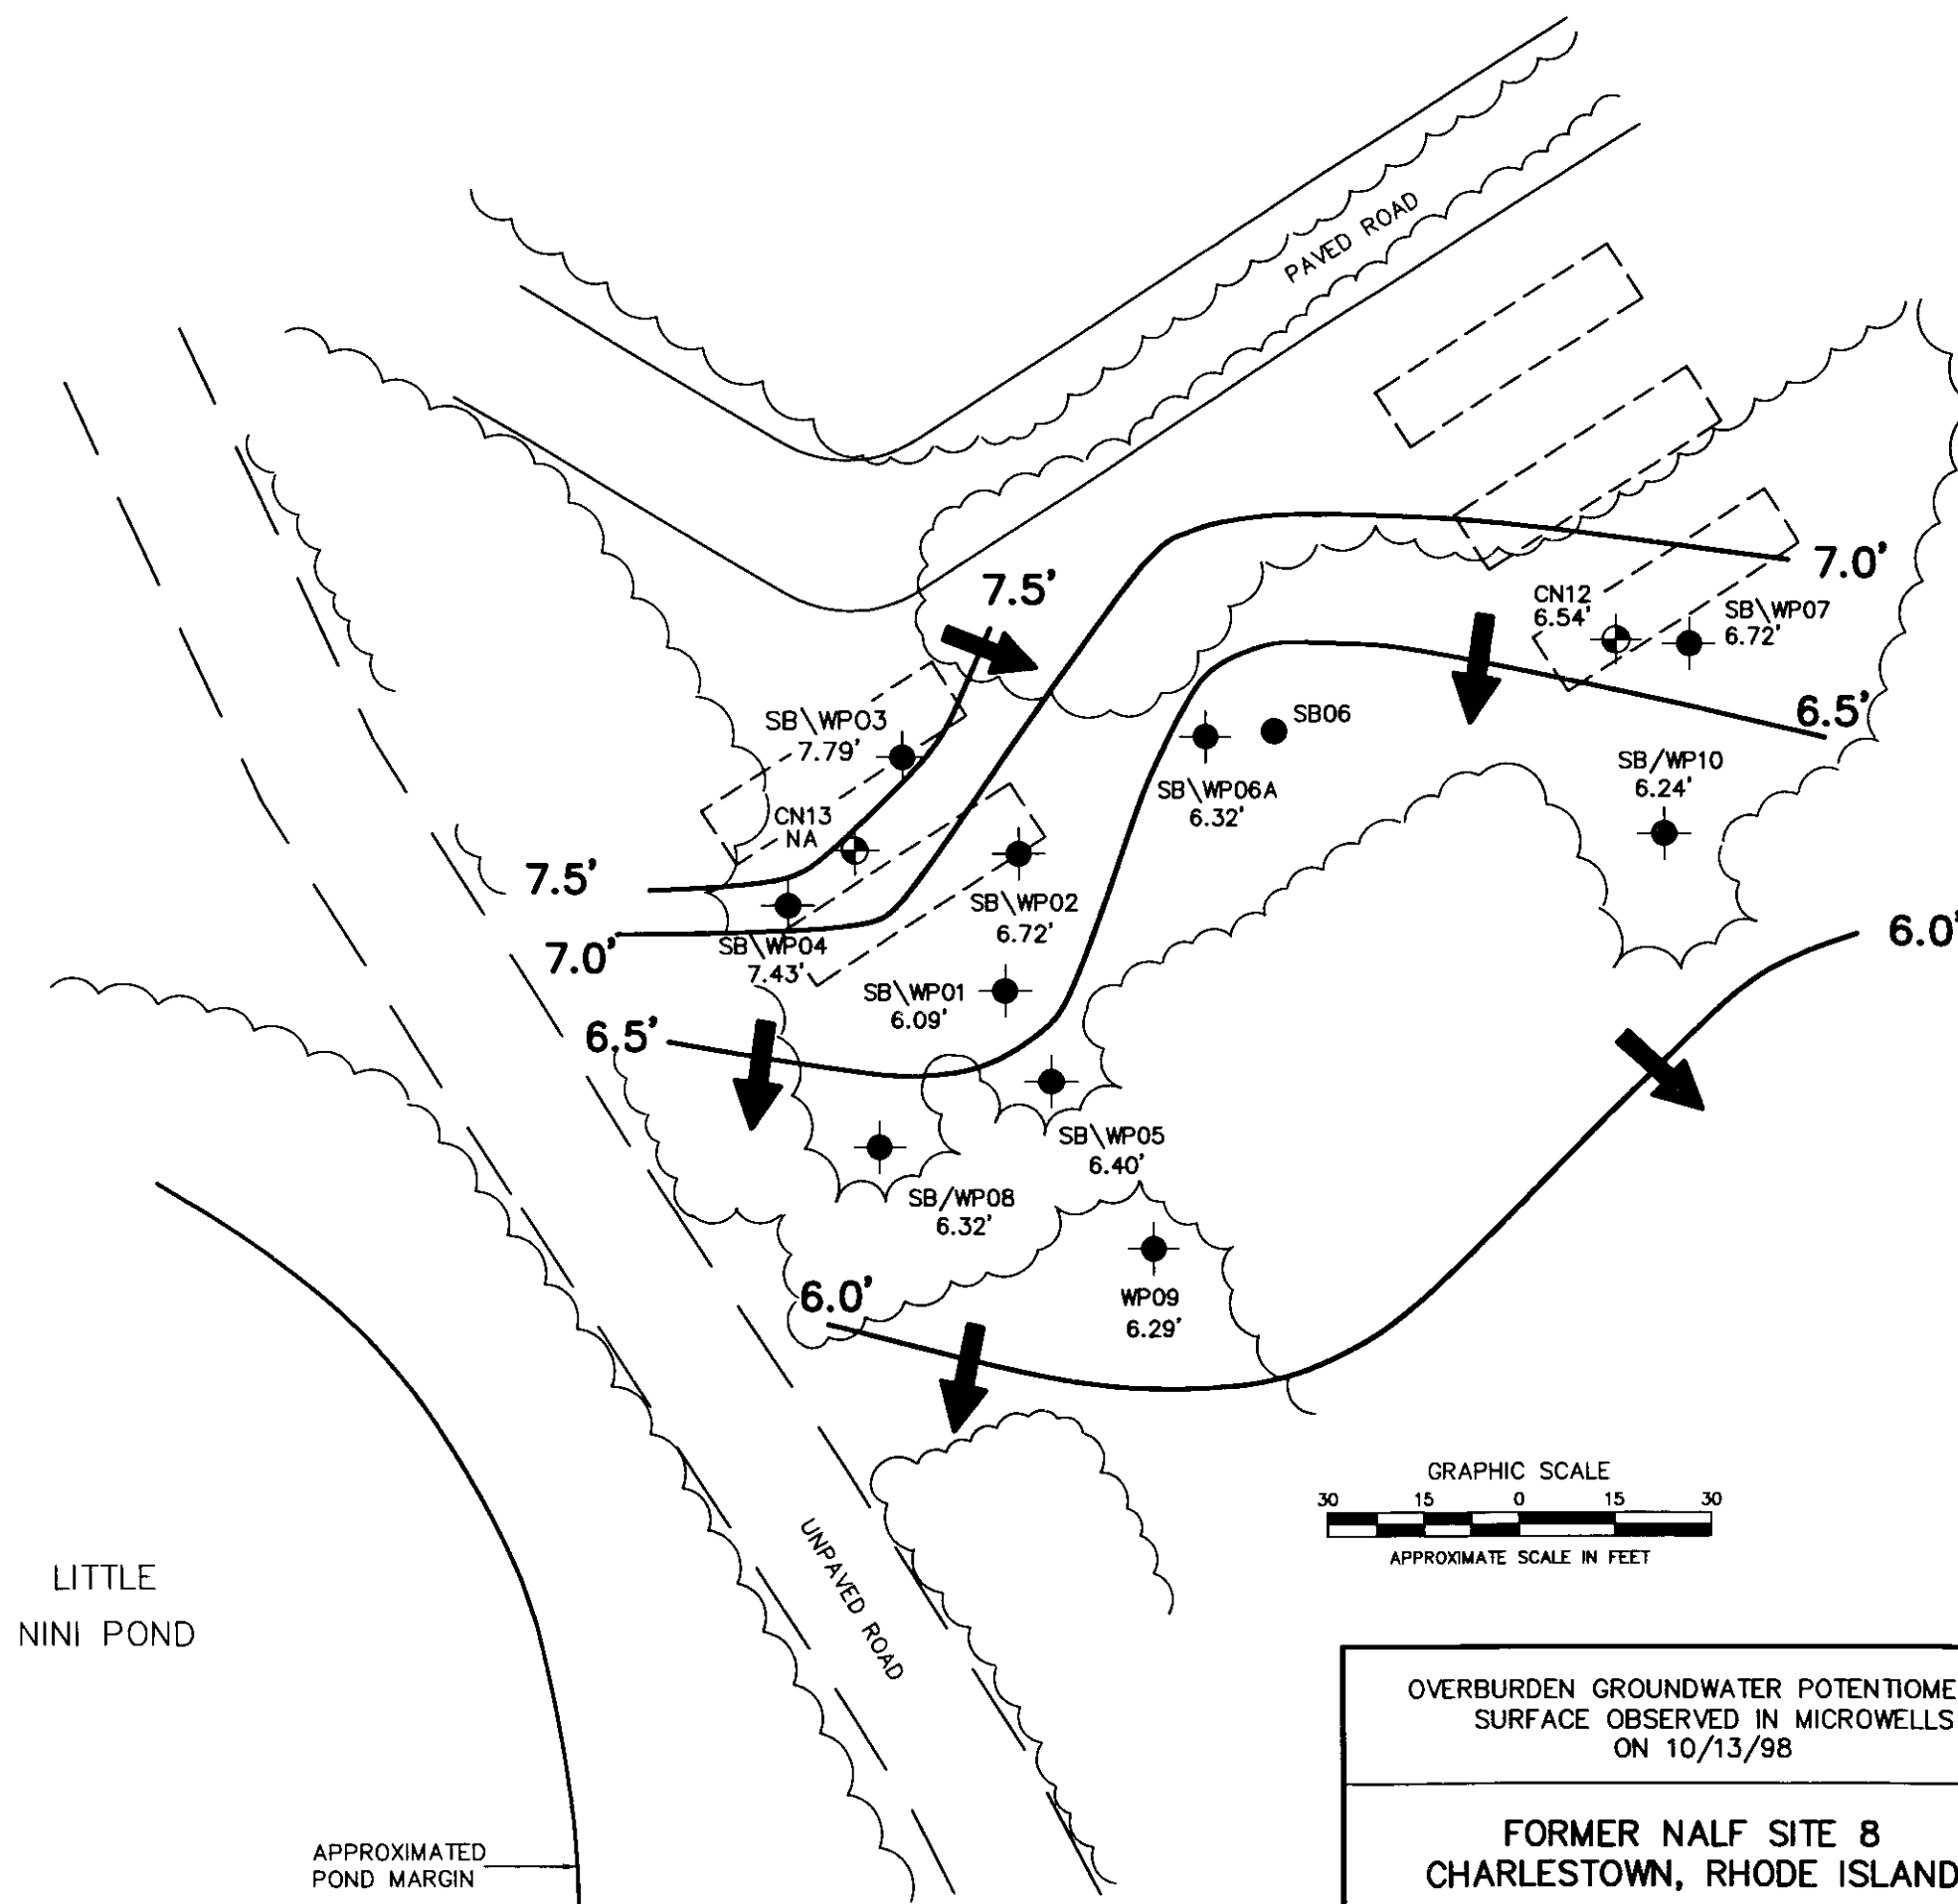 PAVED ROAD
7.5'
7.0'
CN12
6.54'
SB\WP07
6.72'
SB\WP03
7.79'
SB06
6.5'
SB\WP06A
6.32'
SB/WP10
6.24'
CN13
NA
7.5'
SB\WP02
6.72'
7.0'
SB\WP04
7.43'
6.0'
SB\WP01
6.09'
6.5'
SB\WP05
6.40'
SB/WP08
6.32'
6.0'
WP09
6.29'
GRAPHIC SCALE
30 15 0 15 30
APPROXIMATE SCALE IN FEET
UNPAVED ROAD
LITTLE
NINI POND
OVERBURDEN GROUNDWATER POTENTIOME
SURFACE OBSERVED IN MICROWELLS
ON 10/13/98
FORMER NALF SITE 8
CHARLESTOWN, RHODE ISLAND
APPROXIMATED
POND MARGIN